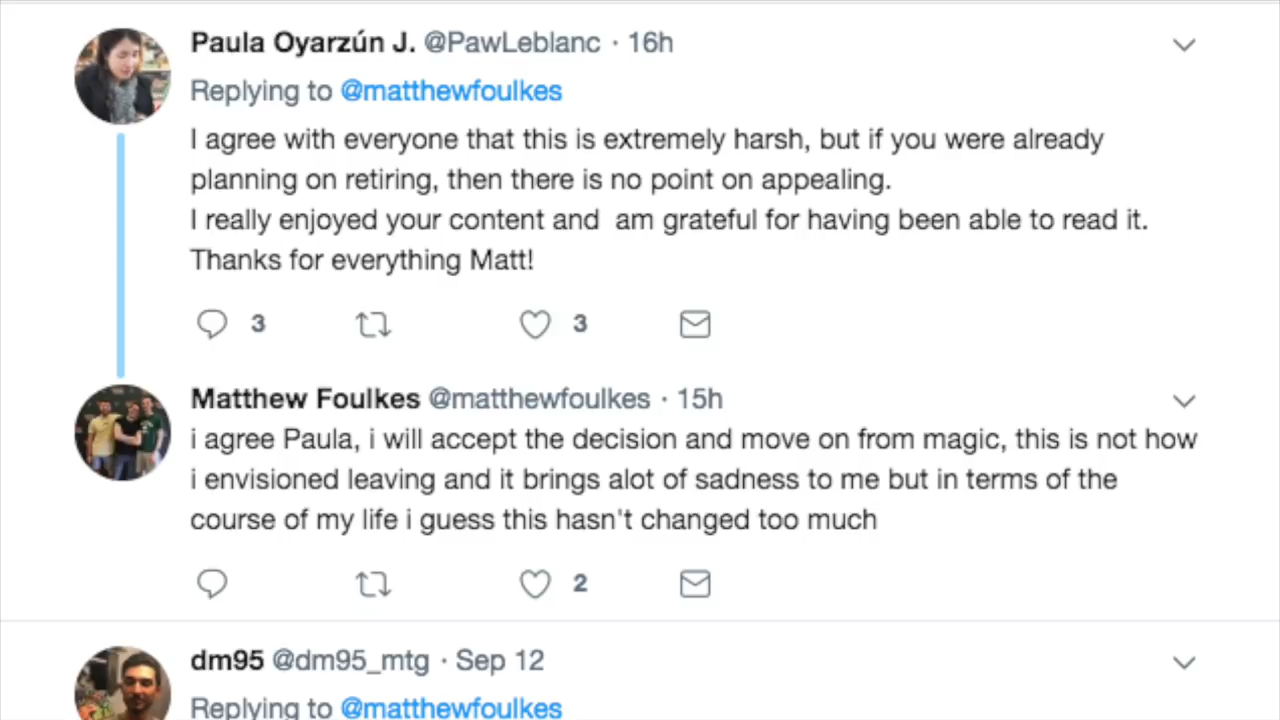 Paula Oyarzún J. @PawLeblanc · 16h
Replying to @matthewfoulkes
I agree with everyone that this is extremely harsh, but if you were already
planning on retiring, then there is no point on appealing.
I really enjoyed your content and  am grateful for having been able to read it.
Thanks for everything Matt!
3 3
Matthew Foulkes @matthewfoulkes · 15h
i agree Paula, i will accept the decision and move on from magic, this is not how
i envisioned leaving and it brings alot of sadness to me but in terms of the
course of my life i guess this hasn't changed too much
2
dm95 @dm95_mtg · Sep 12
Replying to @matthewfoulkes